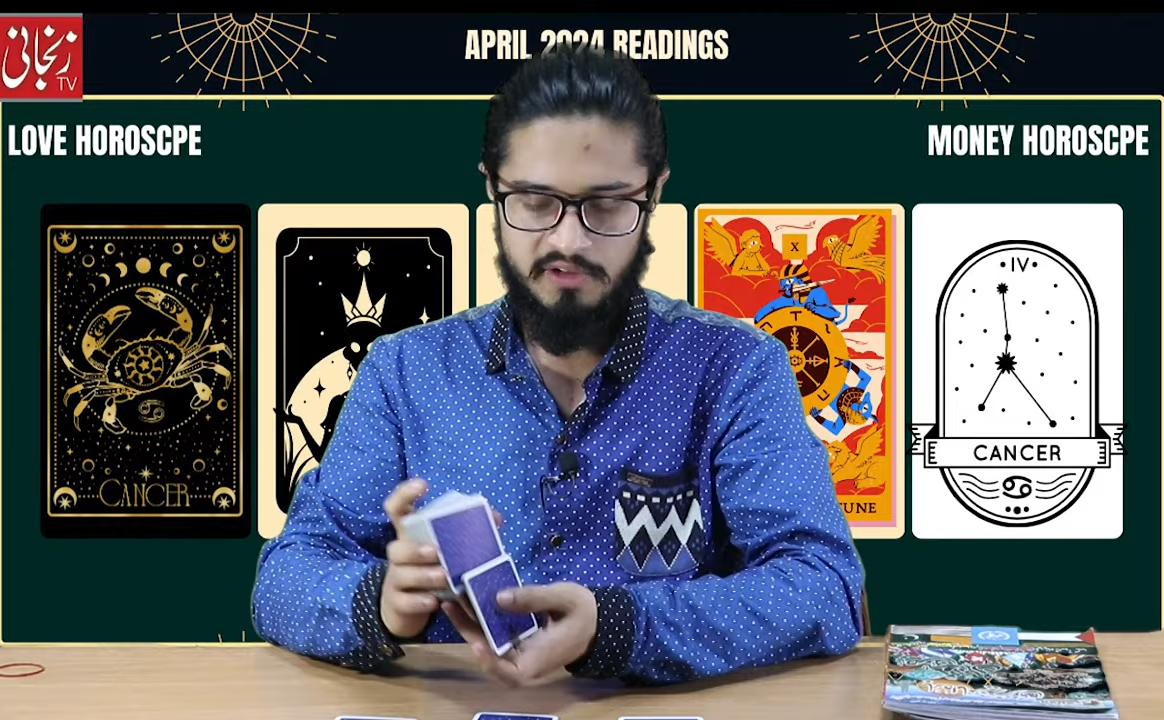 زنجانی
TV
APRIL 2024 READINGS
LOVE HOROSCPE
MONEY HOROSCPE
X
IV
CANCER
CANCER
UNE